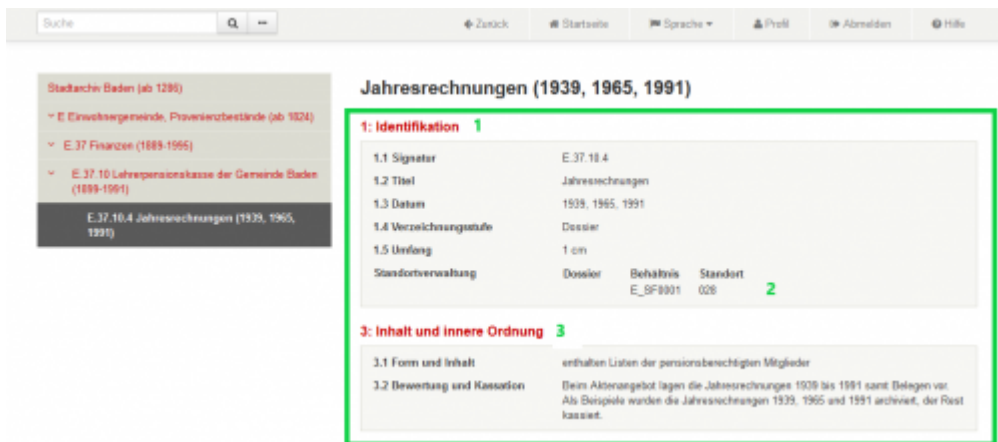 Suche
Zurück
Startseite
Sprache
Profil
Abmelden
Hilfe
Stadtarchiv Baden (ab 1286)
E Einwohnergemeinde, Provenienzbestände (ab 1824)
E.37 Finanzen (1889-1995)
E.37.10 Lehrerpensionskasse der Gemeinde Baden
(1899-1991)
E.37.10.4 Jahresrechnungen (1939, 1965,
1991)
Jahresrechnungen (1939, 1965, 1991)
1: Identifikation 1
1.1 Signatur E.37.10.4
1.2 Titel Jahresrechnungen
1.3 Datum 1939, 1965, 1991
1.4 Verzeichnungsstufe Dossier
1.5 Umfang 1 cm
Standortverwaltung Dossier Behältnis Standort
E_SF0001 028 2
3: Inhalt und innere Ordnung 3
3.1 Form und Inhalt enthalten Listen der pensionsberechtigten Mitglieder
3.2 Bewertung und Kassation Beim Aktenangebot lagen die Jahresrechnungen 1939 bis 1991 samt Belegen vor.
Als Beispiele wurden die Jahresrechnungen 1939, 1965 und 1991 archiviert, der Rest
kassiert.